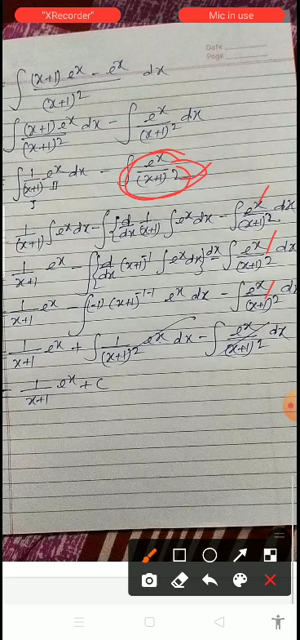 "XRecorder"
Mic in use
Date
Page
∫ (x+1) eˣ - eˣ / (x+1)² dx
∫ (x+1) eˣ / (x+1)² dx - ∫ eˣ / (x+1)² dx
= ∫ 1/(x+1) eˣ dx - ∫ eˣ / (x+1)²
I II
1/(x+1) ∫ eˣ dx - ∫ { d/dx 1/(x+1) ∫ eˣ dx - ∫ eˣ / (x+1)² dx
= 1/x+1 eˣ - ∫ { d/dx (x+1)⁻¹ ∫ eˣ dx } dx - ∫ eˣ / (x+1)² d
= 1/x+1 eˣ - ∫ (-1) (x+1)⁻¹⁻¹ eˣ dx - ∫ eˣ / (x+1)² d
= 1/x+1 eˣ + ∫ 1/(x+1)² eˣ dx - ∫ eˣ / (x+1)² dx
= 1/x+1 eˣ + C